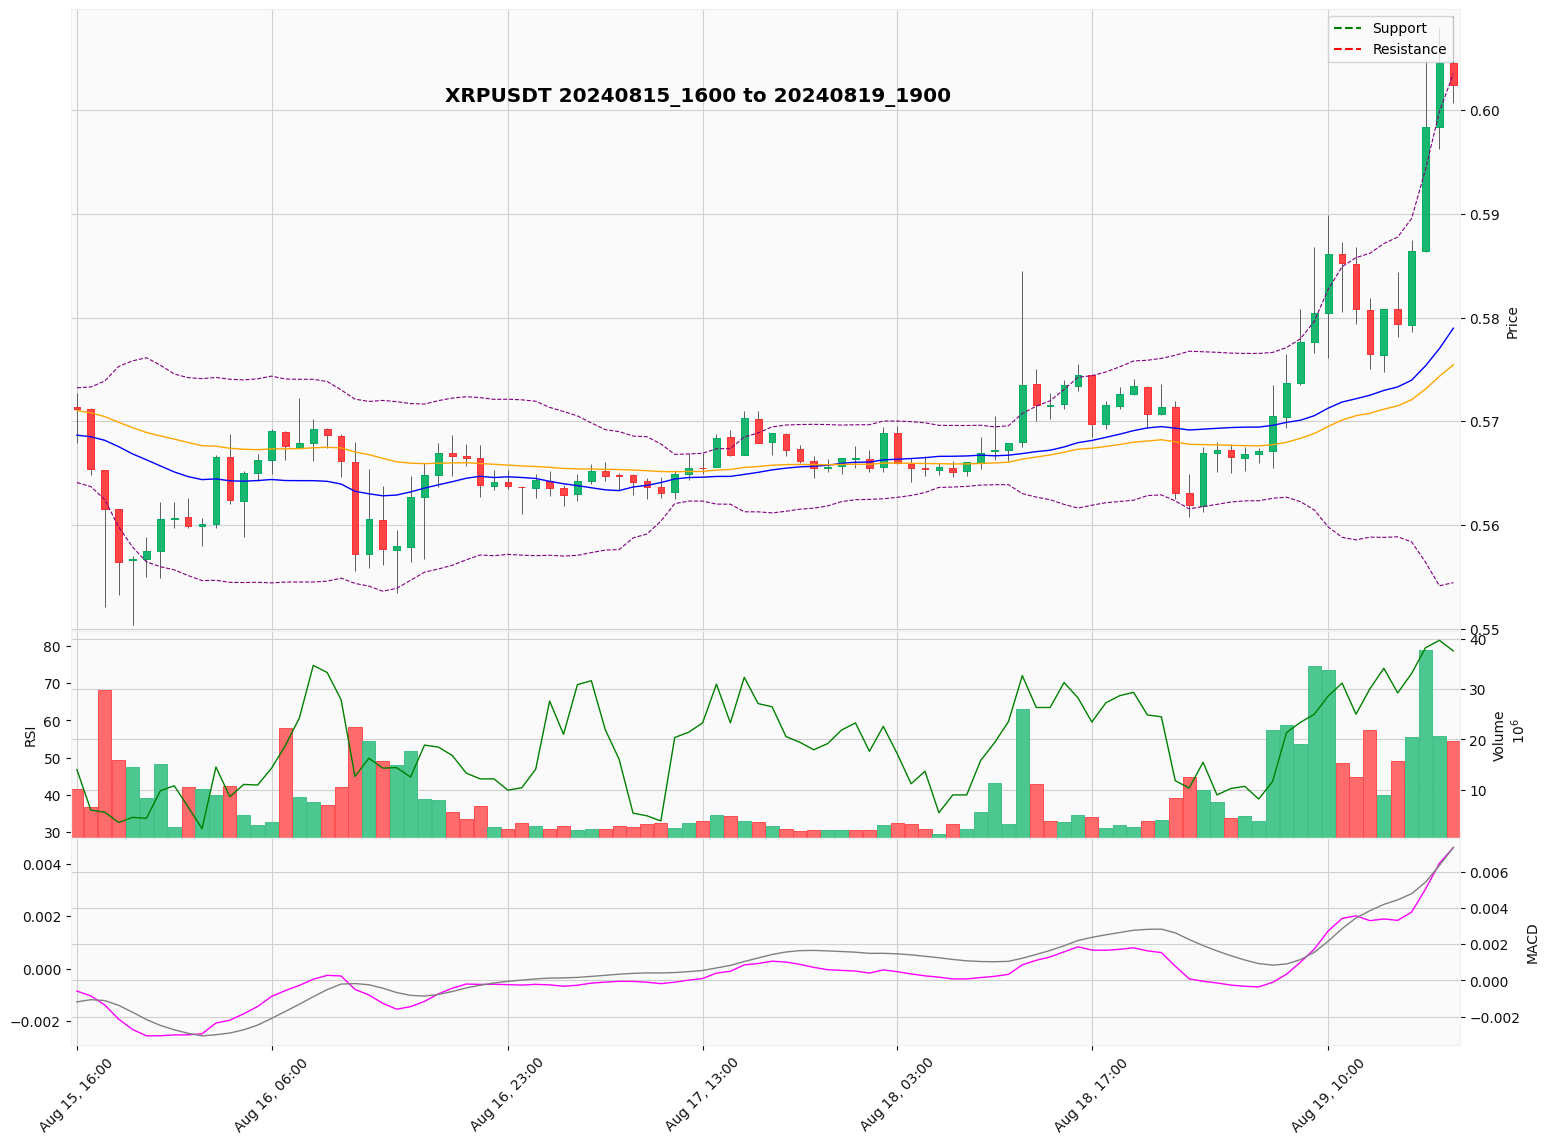 XRPUSDT 20240815_1600 to 20240819_1900
Support
Resistance
0.60
0.59
0.58
0.57
0.56
0.55
Price
80
70
60
50
40
30
RSI
40
30
20
10
Volume
10^6
0.004
0.002
0.000
−0.002
0.006
0.004
0.002
0.000
−0.002
MACD
Aug 15, 16:00
Aug 16, 06:00
Aug 16, 23:00
Aug 17, 13:00
Aug 18, 03:00
Aug 18, 17:00
Aug 19, 10:00